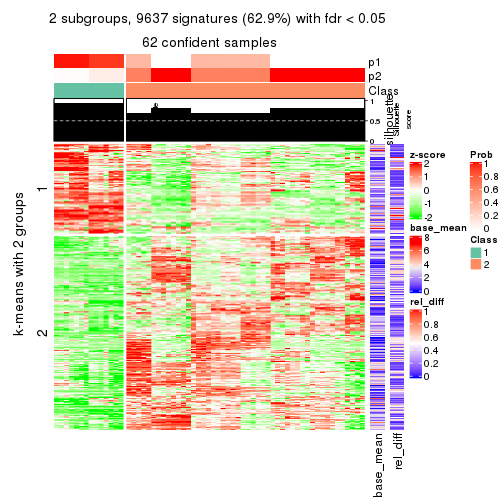 2 subgroups, 9637 signatures (62.9%) with fdr < 0.05
62 confident samples
p1
p2
Class
1
0.5
0
silhouette
Silhouette
score
k-means with 2 groups
1
2
base_mean
rel_diff
z-score
2
1
0
-1
-2
base_mean
8
6
4
2
0
rel_diff
1
0.8
0.6
0.4
0.2
0
Prob
1
0.8
0.6
0.4
0.2
0
Class
1
2